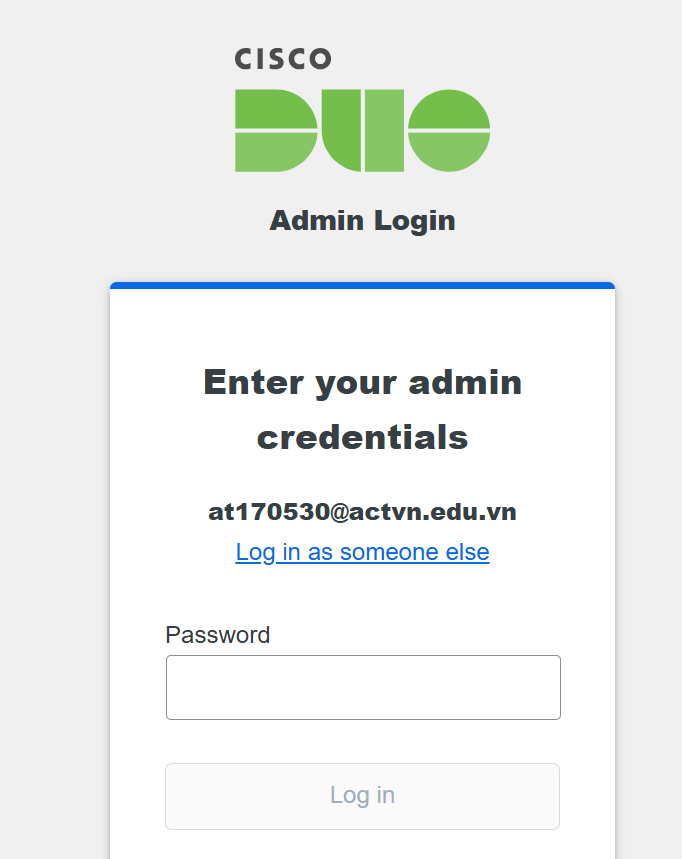 CISCO
DUO
Admin Login
Enter your admin
credentials
at170530@actvn.edu.vn
Log in as someone else
Password
Log in